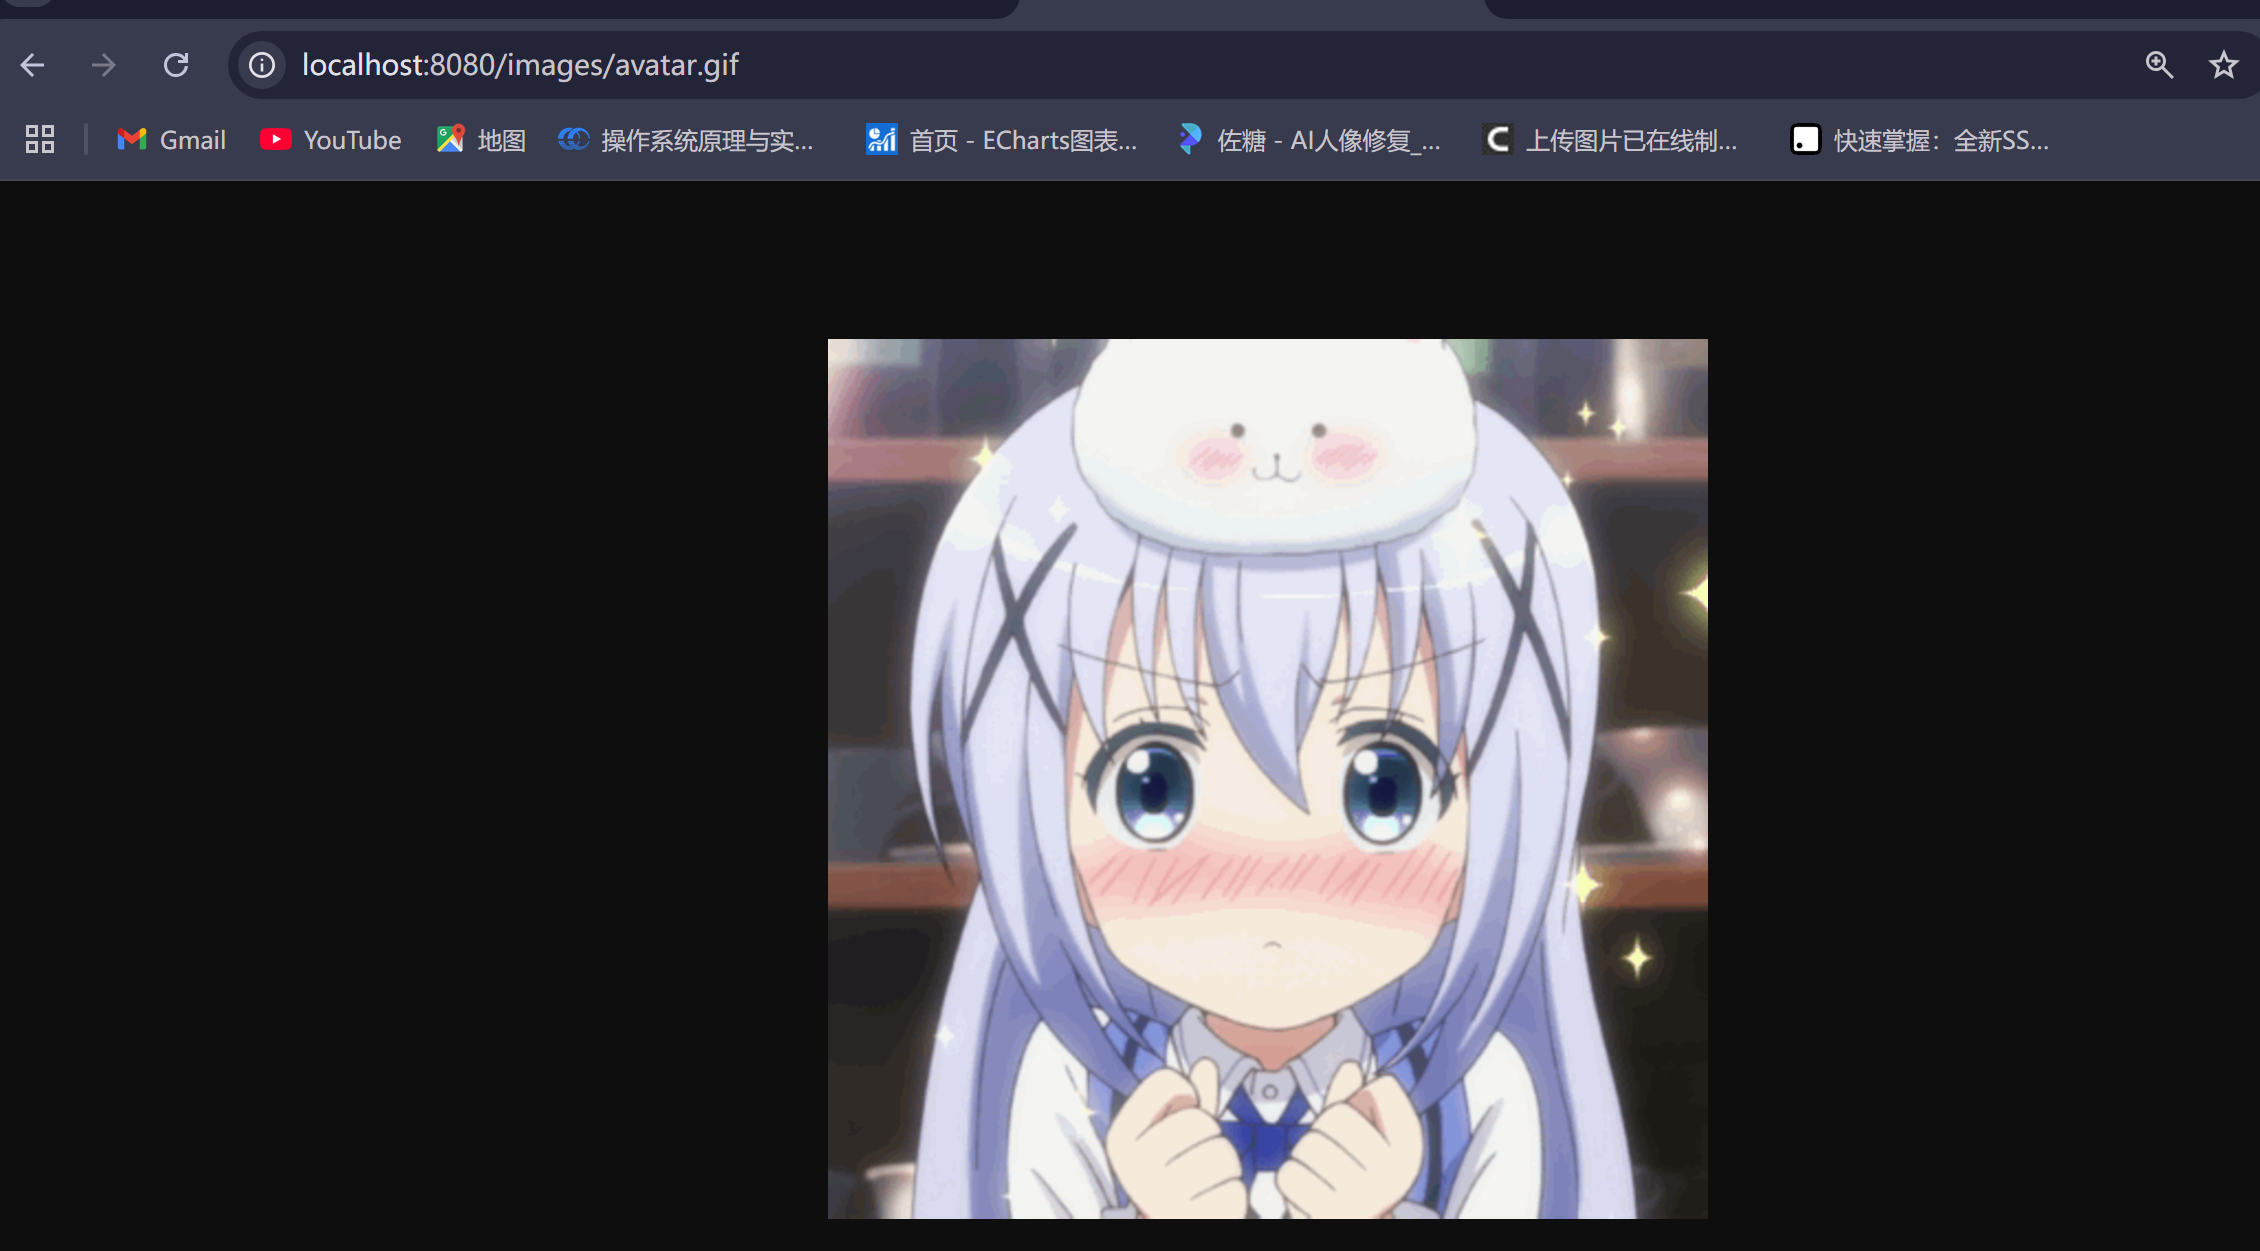 localhost:8080/images/avatar.gif
Gmail YouTube 地图 操作系统原理与实... 首页 - ECharts图表... 佐糖 - AI人像修复_... 上传图片已在线制... 快速掌握：全新SS...